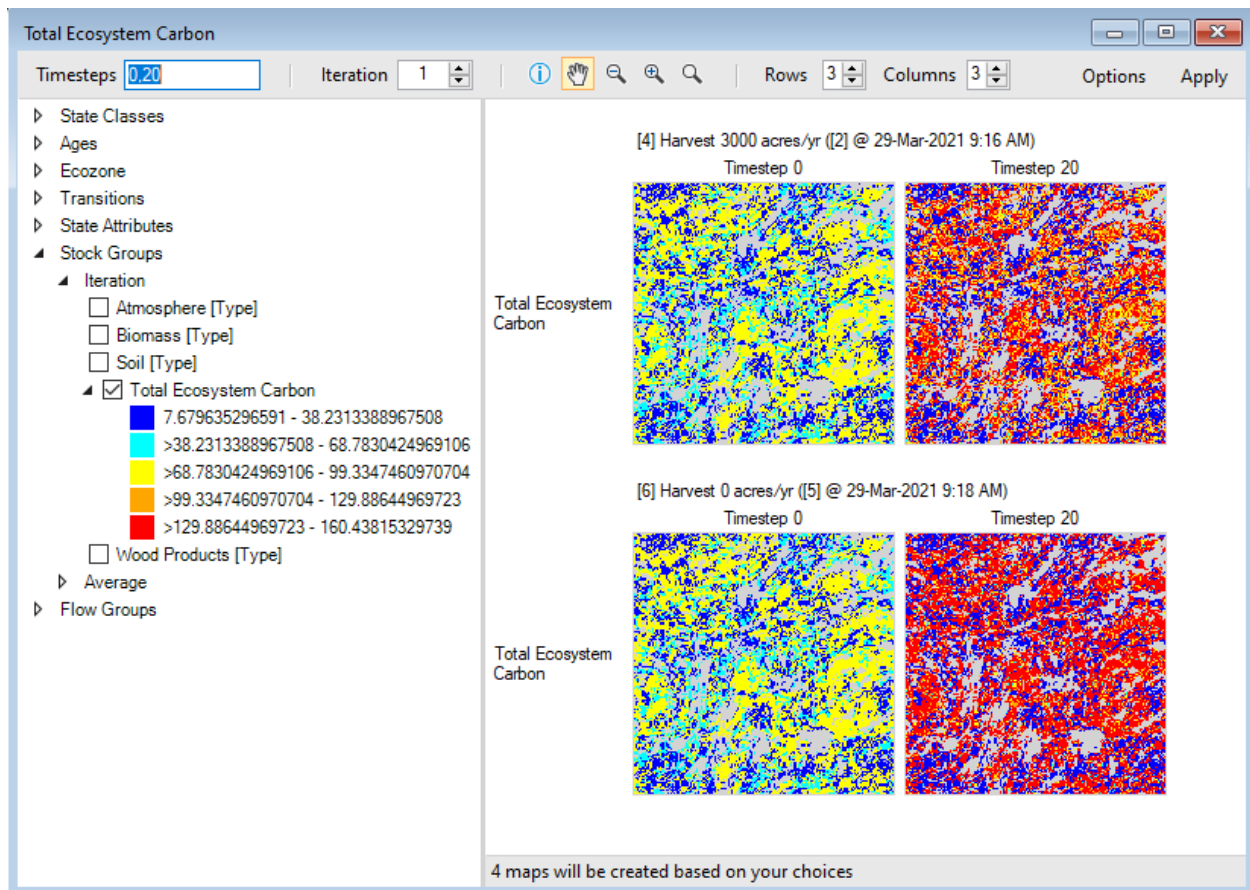 Total Ecosystem Carbon
Timesteps 0,20 Iteration 1 Rows 3 Columns 3 Options Apply
State Classes
Ages
Ecozone
Transitions
State Attributes
Stock Groups
Iteration
Atmosphere [Type]
Biomass [Type]
Soil [Type]
Total Ecosystem Carbon
7.679635296591 - 38.2313388967508
>38.2313388967508 - 68.7830424969106
>68.7830424969106 - 99.3347460970704
>99.3347460970704 - 129.88644969723
>129.88644969723 - 160.43815329739
Wood Products [Type]
Average
Flow Groups
[4] Harvest 3000 acres/yr ([2] @ 29-Mar-2021 9:16 AM)
Timestep 0 Timestep 20
Total Ecosystem
Carbon
[6] Harvest 0 acres/yr ([5] @ 29-Mar-2021 9:18 AM)
Timestep 0 Timestep 20
Total Ecosystem
Carbon
4 maps will be created based on your choices